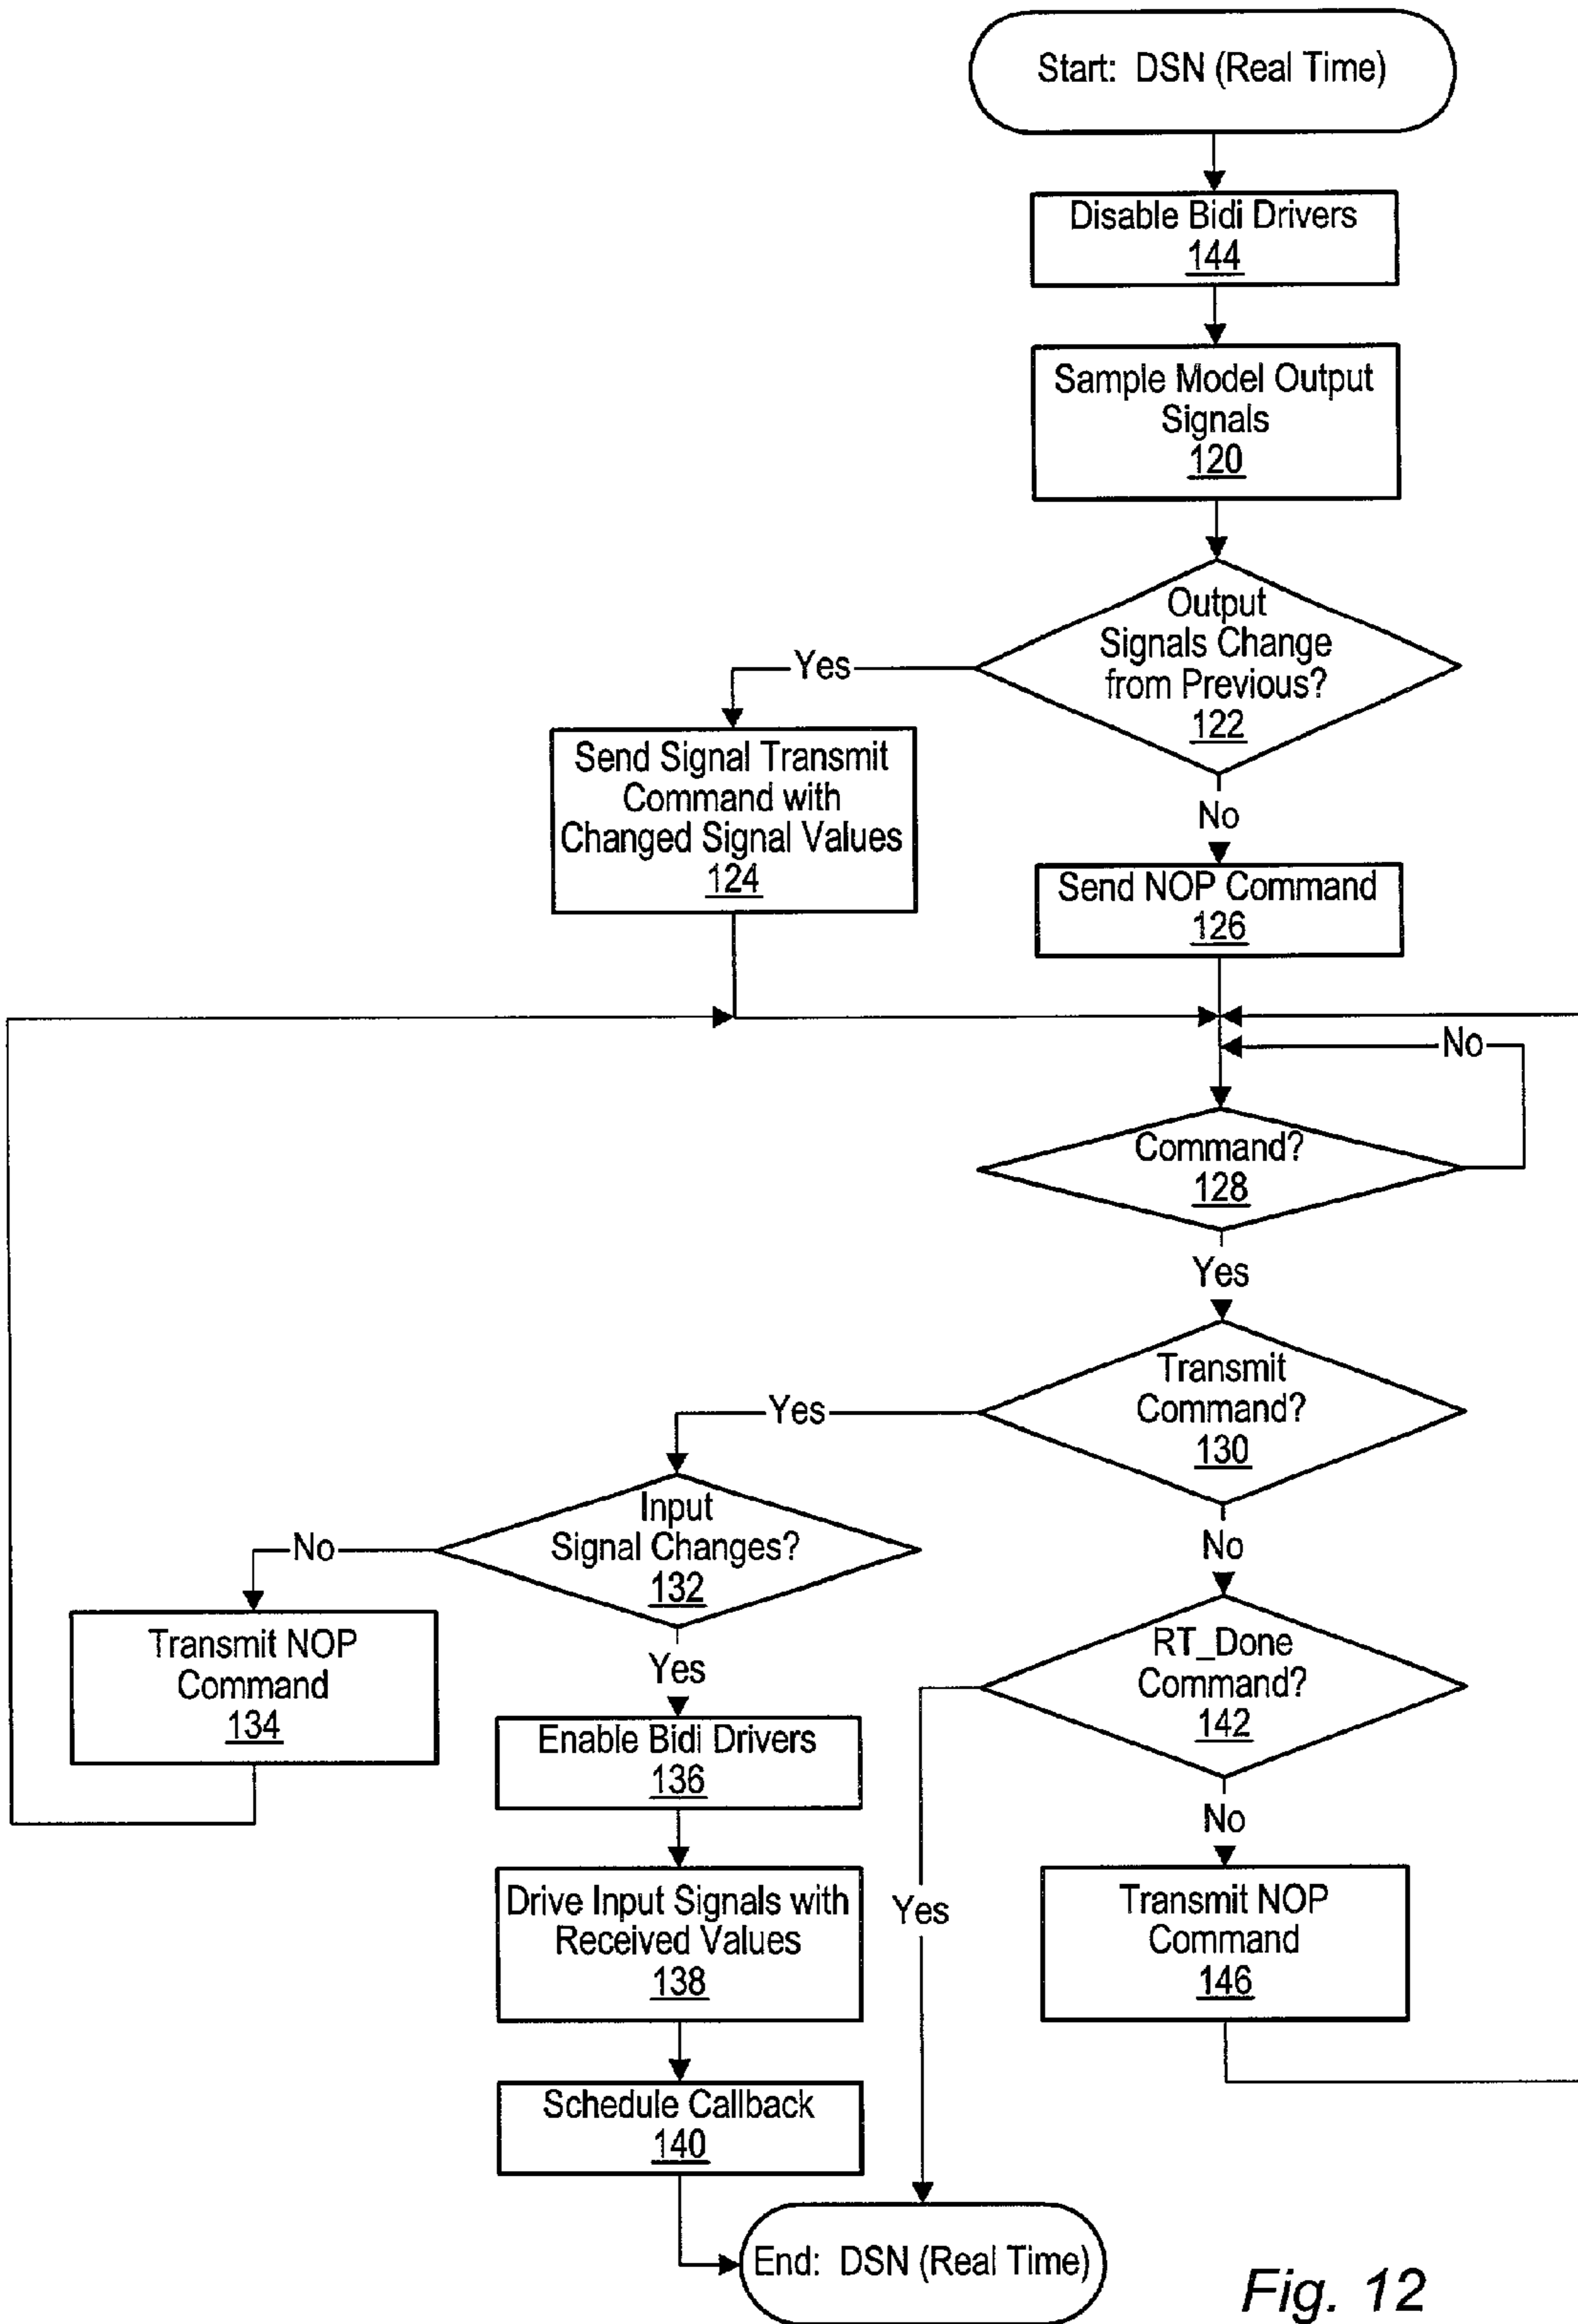 Start: DSN (Real Time)
Disable Bidi Drivers
144
Sample Model Output
Signals
120
Output
Signals Change
from Previous?
122
Yes
Send Signal Transmit
Command with
Changed Signal Values
124
No
Send NOP Command
126
No
Command?
128
Yes
Transmit
Command?
130
Yes
Input
Signal Changes?
132
No
No
Transmit NOP
Command
134
Yes
RT_Done
Command?
142
Enable Bidi Drivers
136
No
Drive Input Signals with
Received Values
138
Yes
Transmit NOP
Command
146
Schedule Callback
140
End: DSN (Real Time)
Fig. 12